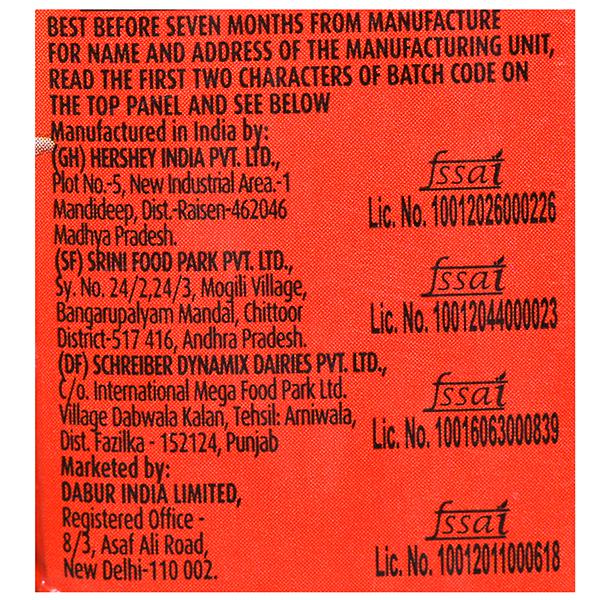 BEST BEFORE SEVEN MONTHS FROM MANUFACTURE
FOR NAME AND ADDRESS OF THE MANUFACTURING UNIT,
READ THE FIRST TWO CHARACTERS OF BATCH CODE ON
THE TOP PANEL AND SEE BELOW
Manufactured in India by:
(GH) HERSHEY INDIA PVT. LTD.,
Plot No.-5, New Industrial Area.-1
Mandideep, Dist.-Raisen-462046
Madhya Pradesh.
fssai
Lic. No. 10012026000226
(SF) SRINI FOOD PARK PVT. LTD.,
Sy. No. 24/2,24/3, Mogili Village,
Bangarupalyam Mandal, Chittoor
District-517 416, Andhra Pradesh.
fssai
Lic. No. 10012044000023
(DF) SCHREIBER DYNAMIX DAIRIES PVT. LTD.,
C/o. International Mega Food Park Ltd.
Village Dabwala Kalan, Tehsil: Arniwala,
Dist. Fazilka - 152124, Punjab
fssai
Lic. No. 10016063000839
Marketed by:
DABUR INDIA LIMITED,
Registered Office -
8/3, Asaf Ali Road,
New Delhi-110 002.
fssai
Lic. No. 10012011000618